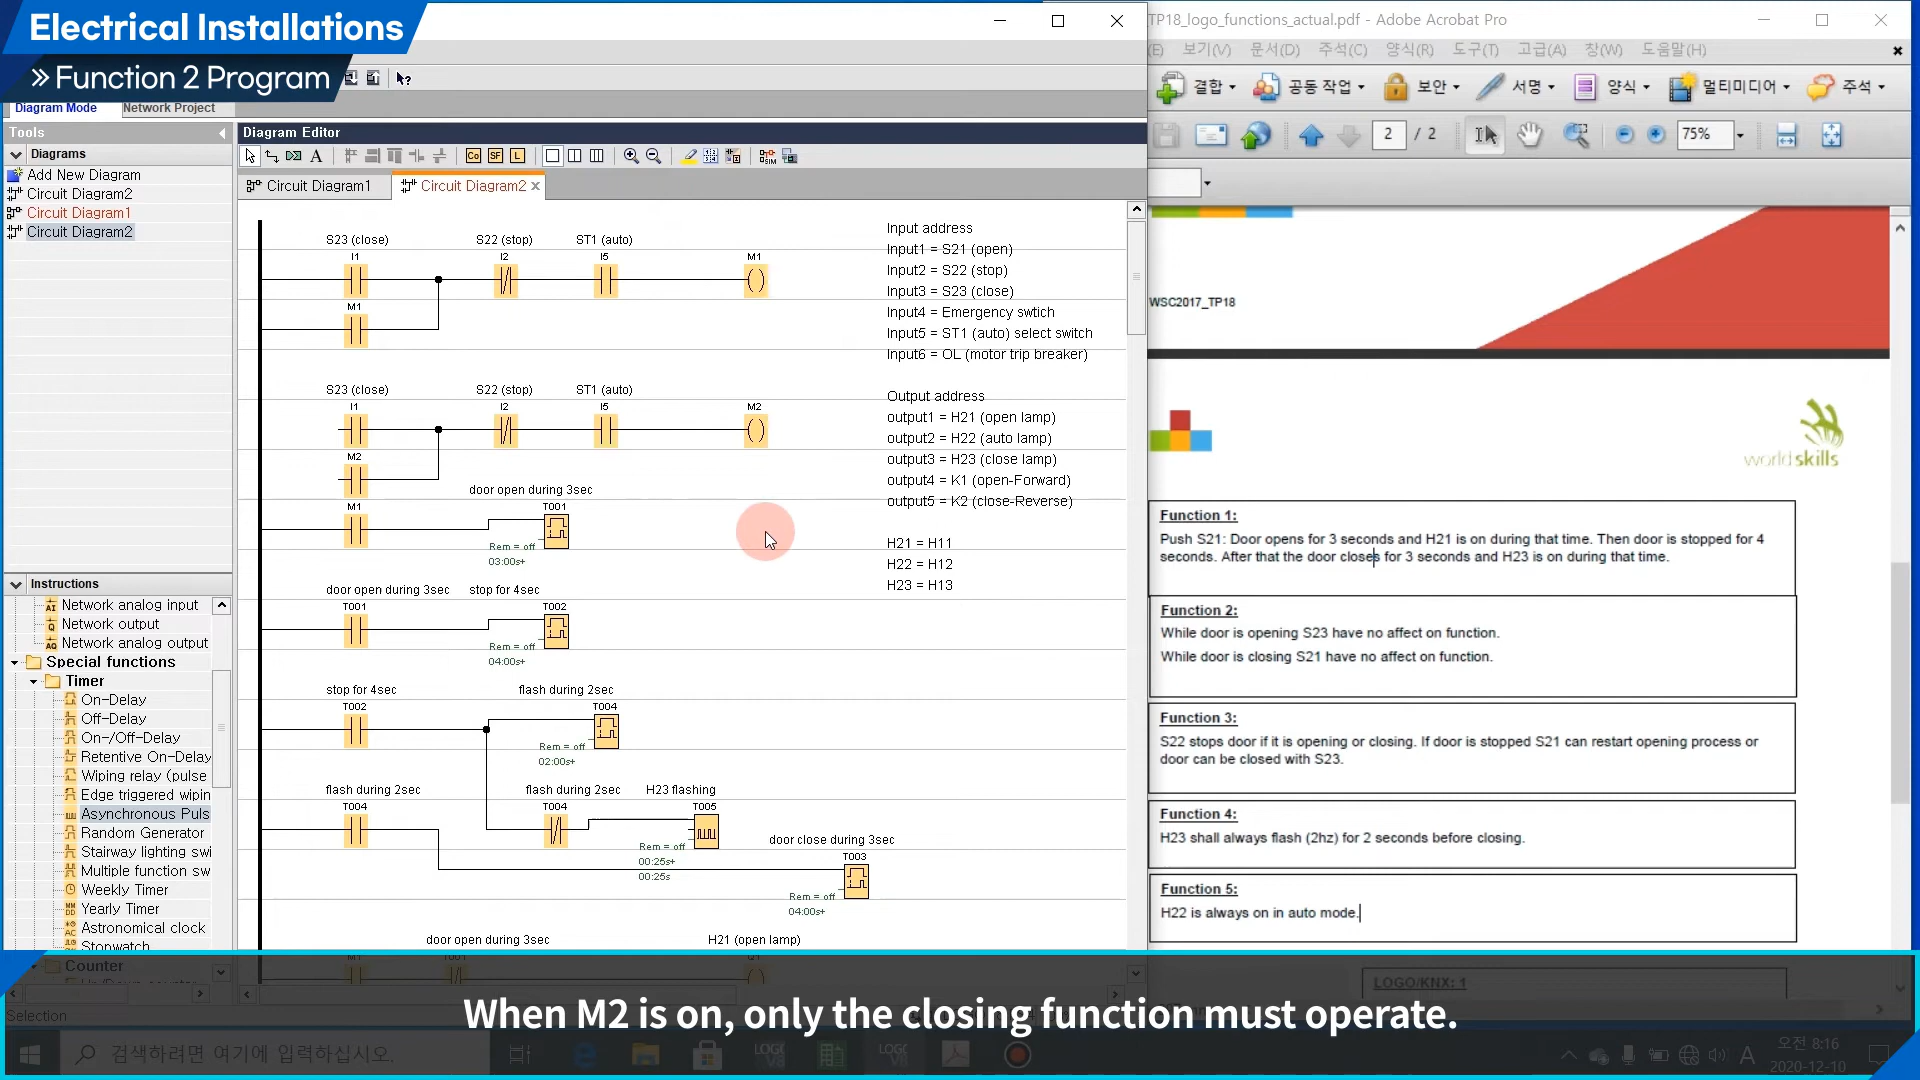 Electrical Installations
» Function 2 Program
Diagram Mode
Network Project
Tools
Diagrams
Add New Diagram
Circuit Diagram2
Circuit Diagram1
Circuit Diagram2
Instructions
Network analog input
Network output
Network analog output
Special functions
Timer
On-Delay
Off-Delay
On-/Off-Delay
Retentive On-Delay
Wiping relay (pulse
Edge triggered wipin
Asynchronous Puls
Random Generator
Stairway lighting swi
Multiple function sw
Weekly Timer
Yearly Timer
Astronomical clock
Stopwatch
Counter
Selection
Diagram Editor
Circuit Diagram1
Circuit Diagram2
S23 (close) S22 (stop) ST1 (auto)
I1 I2 I5 M1
M1
S23 (close) S22 (stop) ST1 (auto)
I1 I2 I5 M2
M2
door open during 3sec
M1 T001
Rem = off
03:00s+
door open during 3sec stop for 4sec
T001 T002
Rem = off
04:00s+
stop for 4sec flash during 2sec
T002 T004
Rem = off
02:00s+
flash during 2sec flash during 2sec H23 flashing
T004 T004 T005
Rem = off
00:25s+
00:25s
door close during 3sec
T003
Rem = off
04:00s+
door open during 3sec H21 (open lamp)
Input address
Input1 = S21 (open)
Input2 = S22 (stop)
Input3 = S23 (close)
Input4 = Emergency swtich
Input5 = ST1 (auto) select switch
Input6 = OL (motor trip breaker)
Output address
output1 = H21 (open lamp)
output2 = H22 (auto lamp)
output3 = H23 (close lamp)
output4 = K1 (open-Forward)
output5 = K2 (close-Reverse)
H21 = H11
H22 = H12
H23 = H13
TP18_logo_functions_actual.pdf - Adobe Acrobat Pro
(E) 보기(V) 문서(D) 주석(C) 양식(R) 도구(T) 고급(A) 창(W) 도움말(H)
결합 공동 작업 보안 서명 양식 멀티미디어 주석
2 / 2 75%
WSC2017_TP18
world skills
Function 1:
Push S21: Door opens for 3 seconds and H21 is on during that time. Then door is stopped for 4
seconds. After that the door closes for 3 seconds and H23 is on during that time.
Function 2:
While door is opening S23 have no affect on function.
While door is closing S21 have no affect on function.
Function 3:
S22 stops door if it is opening or closing. If door is stopped S21 can restart opening process or
door can be closed with S23.
Function 4:
H23 shall always flash (2hz) for 2 seconds before closing.
Function 5:
H22 is always on in auto mode.
LOGO/KNX: 1
When M2 is on, only the closing function must operate.
검색하려면 여기에 입력하십시오.
A
오전 8:16
2020-12-10